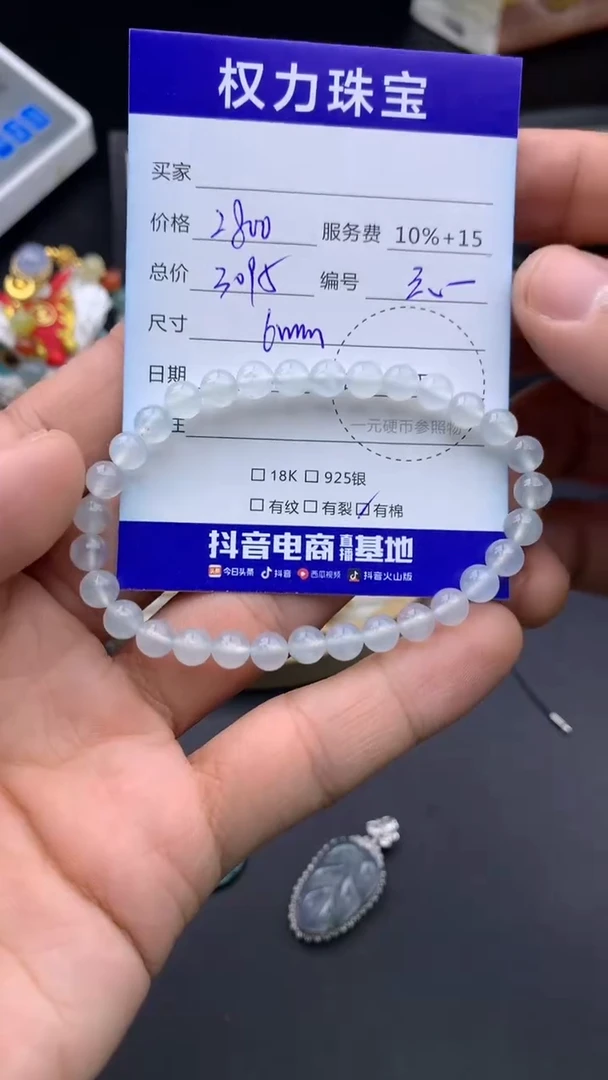 权力珠宝
买家
价格 2800 服务费 10%+15
总价 3095 编号
尺寸 6mm
日期
主
一元硬币参照物
□ 18K □ 925银
□ 有纹 □ 有裂 ☑ 有棉
抖音电商直播基地
头条 今日头条 抖音 西瓜视频 抖音火山版